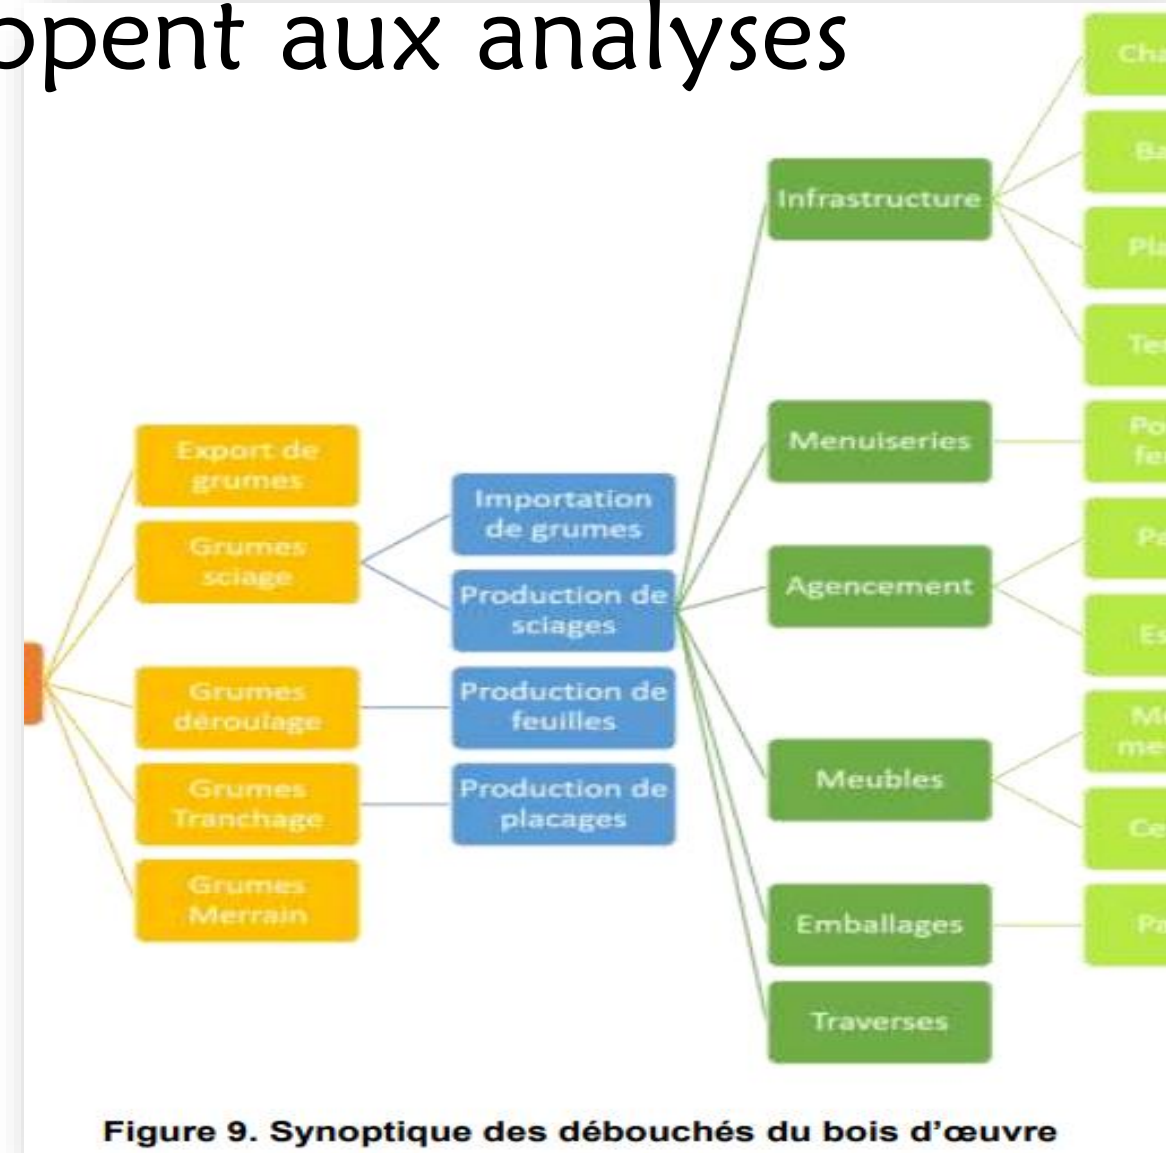 aux analyses
Infrastructure
Menuiseries
Export de
grumes
Importation
de grumes
Grumes
sciage
Agencement
Production de
sciages
Grumes
déroulage
Production de
feuilles
Meubles
Grumes
Tranchage
Production de
placages
Grumes
Merrain
Emballages
Traverses
Figure 9. Synoptique des débouchés du bois d'œuvre